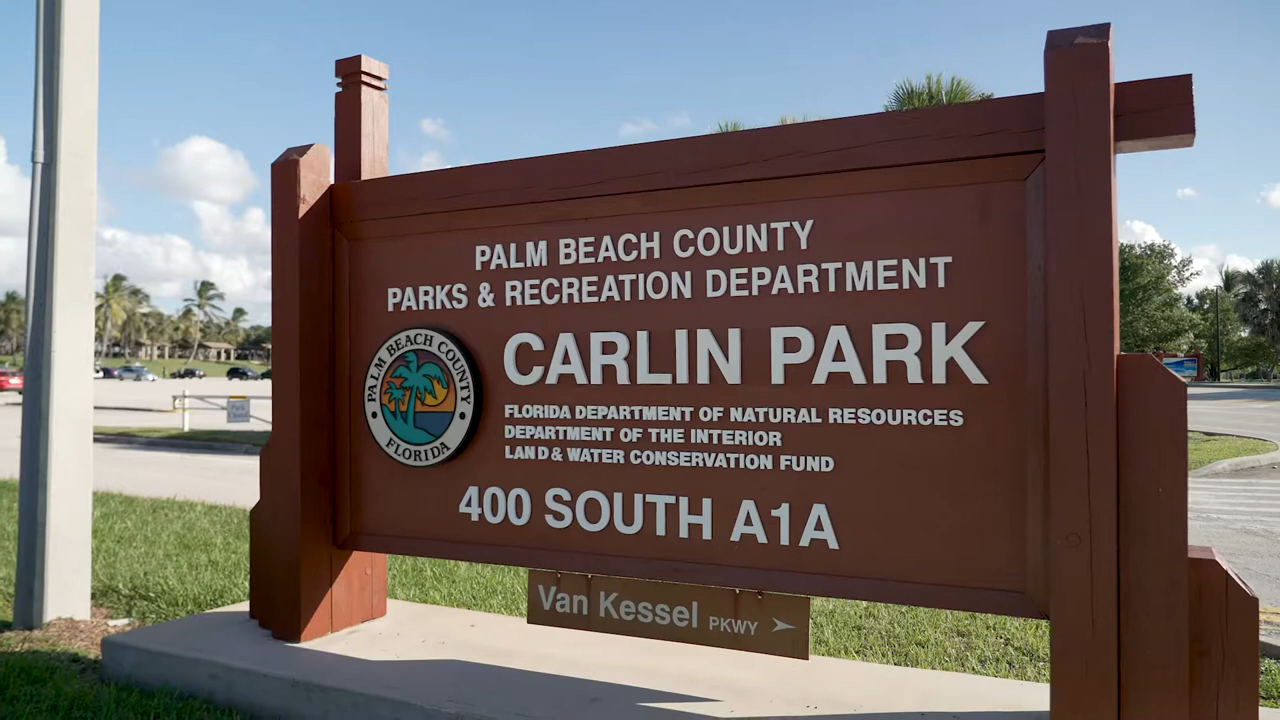 PALM BEACH COUNTY
PARKS & RECREATION DEPARTMENT
CARLIN PARK
PALM BEACH COUNTY
FLORIDA
FLORIDA DEPARTMENT OF NATURAL RESOURCES
DEPARTMENT OF THE INTERIOR
LAND & WATER CONSERVATION FUND
400 SOUTH A1A
Van Kessel PKWY